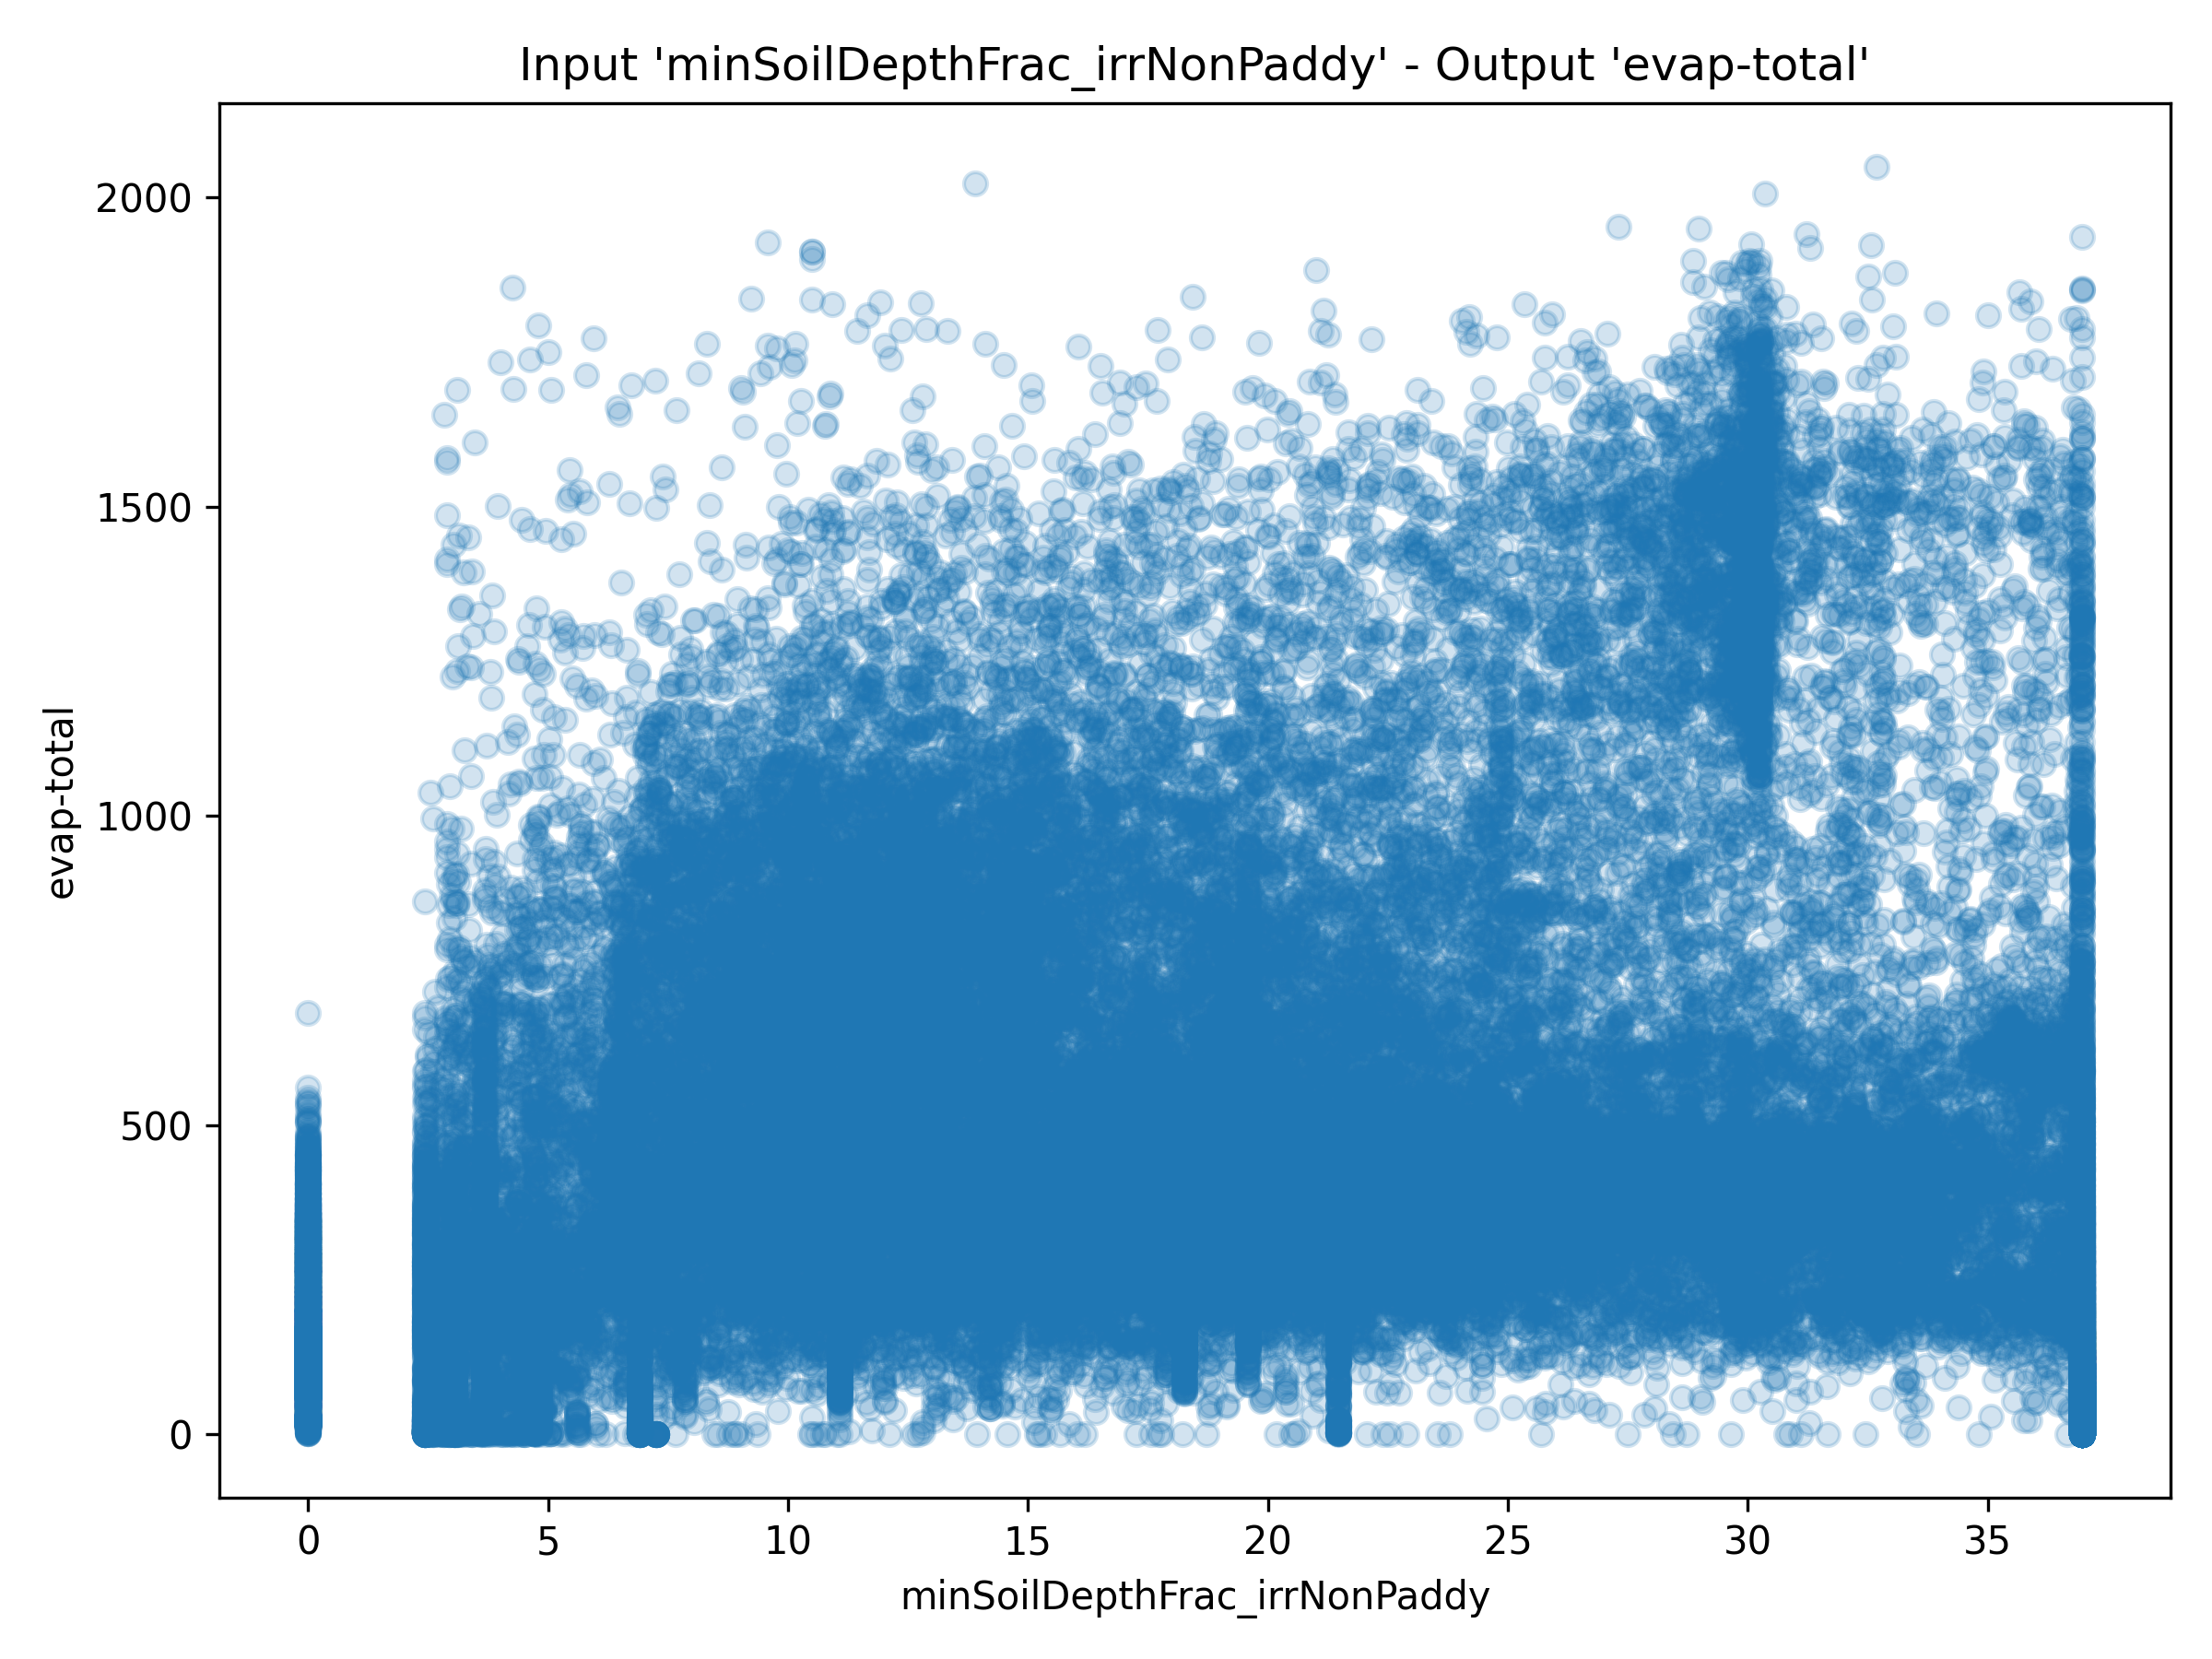 Input 'minSoilDepthFrac_irrNonPaddy' - Output 'evap-total'
2000
1500
1000
500
0
evap-total
0 5 10 15 20 25 30 35
minSoilDepthFrac_irrNonPaddy